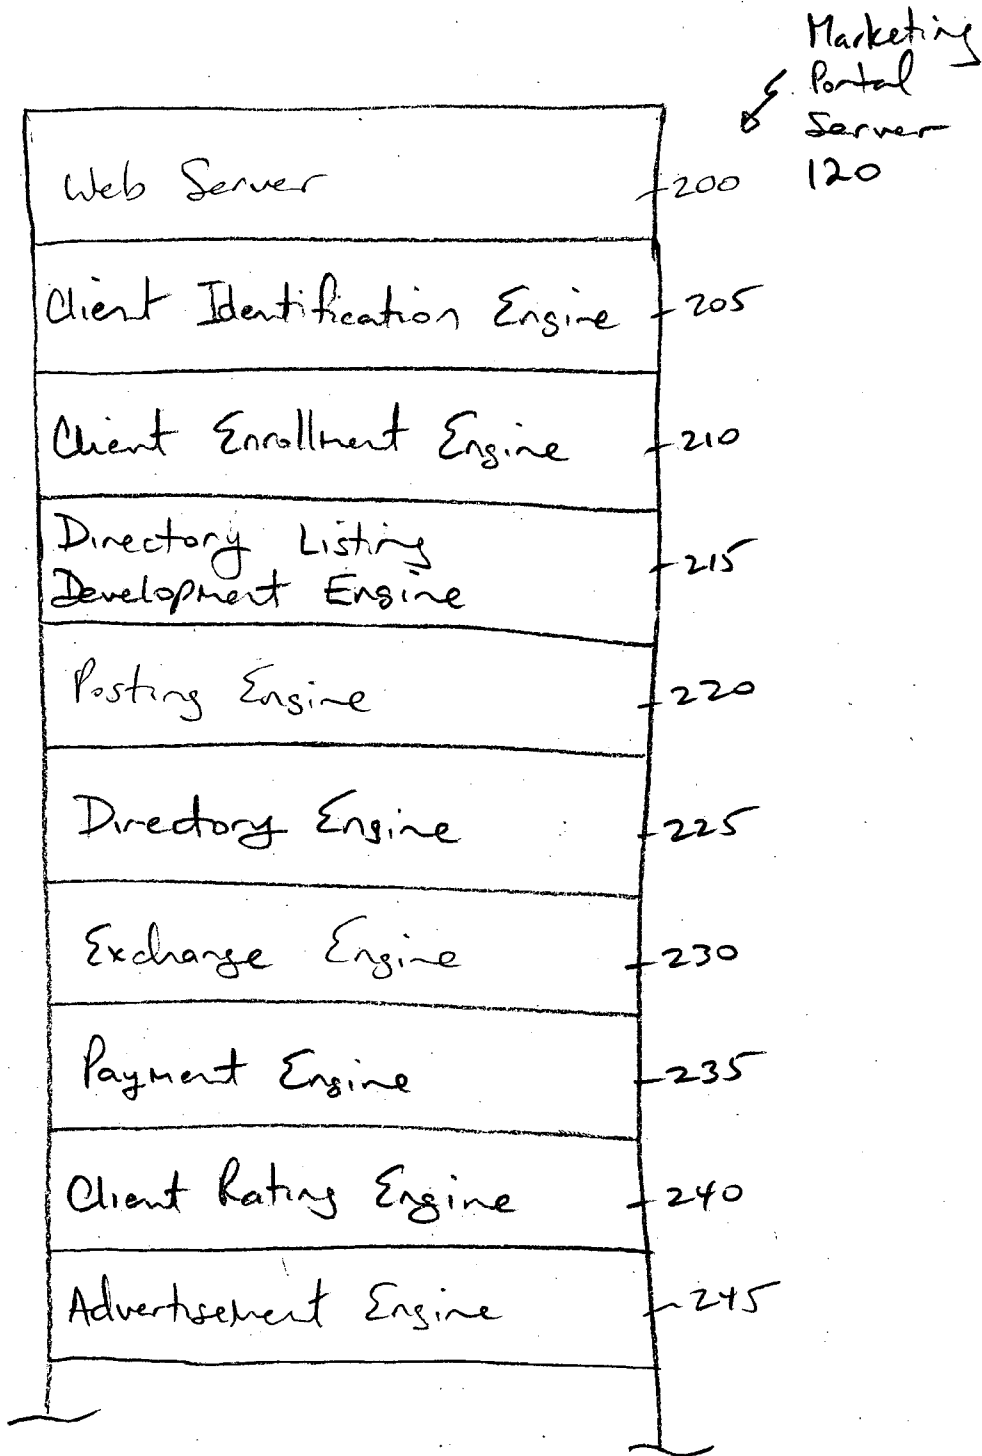 Marketing
Portal
Server
120
Web Server
200
Client Identification Engine
205
Client Enrollment Engine
210
Directory Listing
Development Engine
215
Posting Engine
220
Directory Engine
225
Exchange Engine
230
Payment Engine
235
Client Rating Engine
240
Advertisement Engine
245